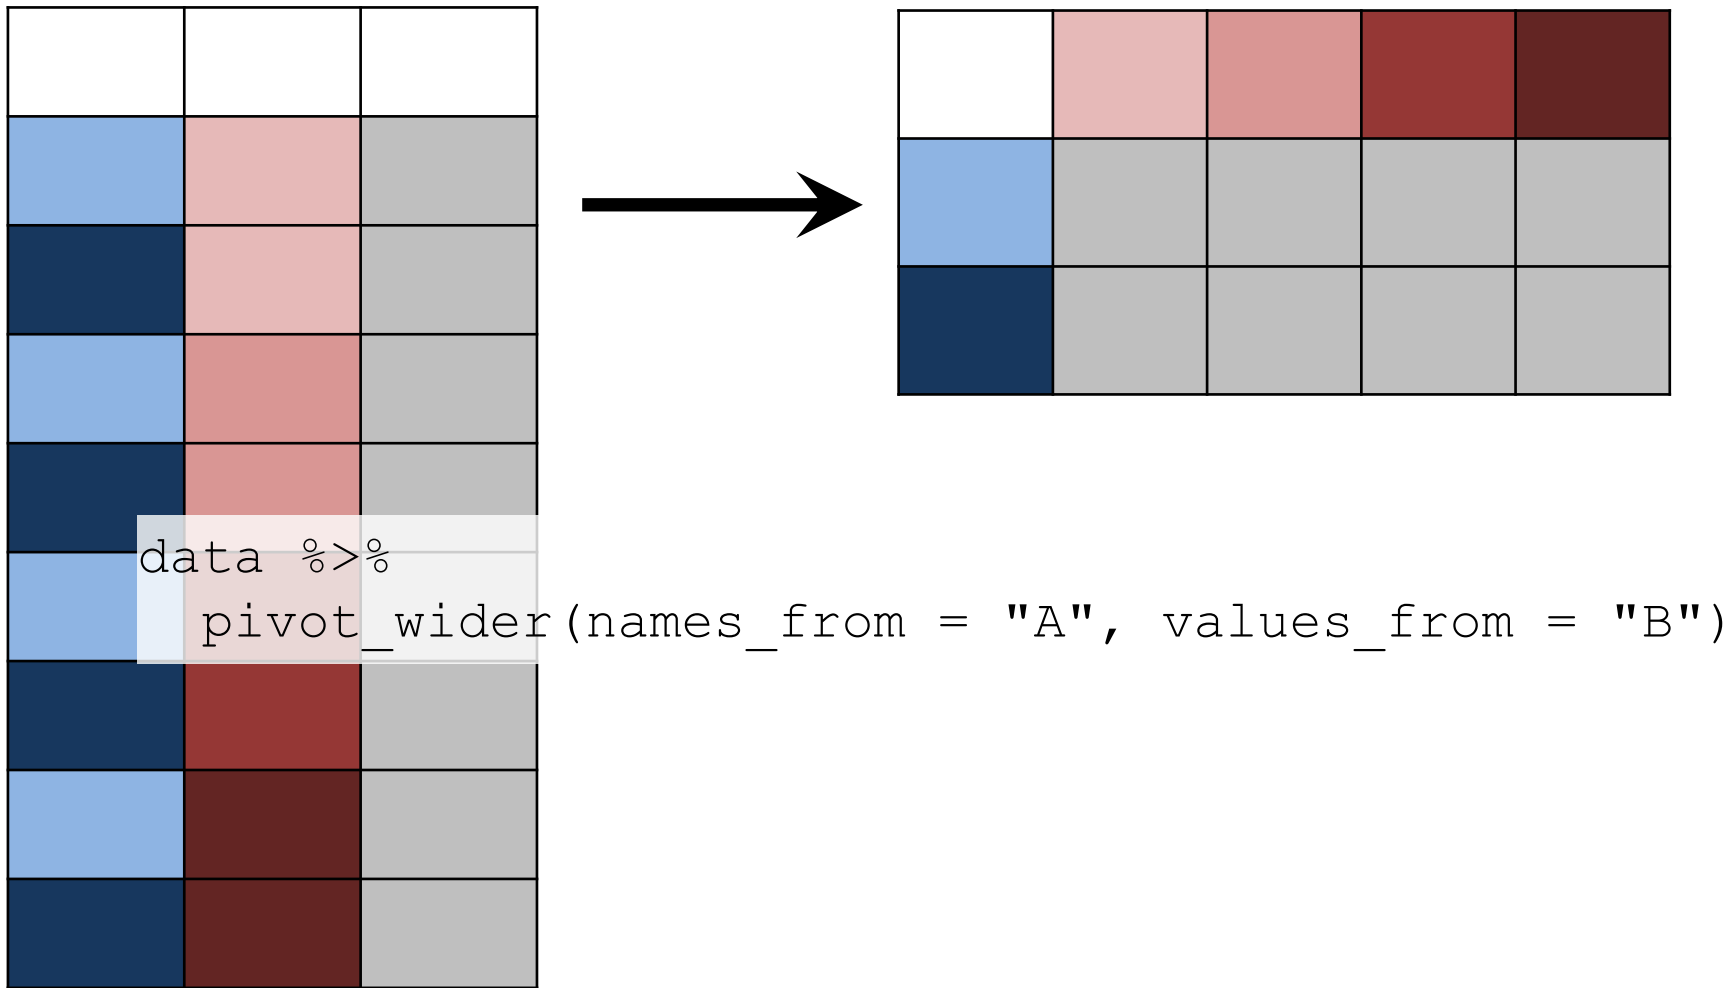 data %>%
pivot_wider(names_from = "A", values_from = "B")